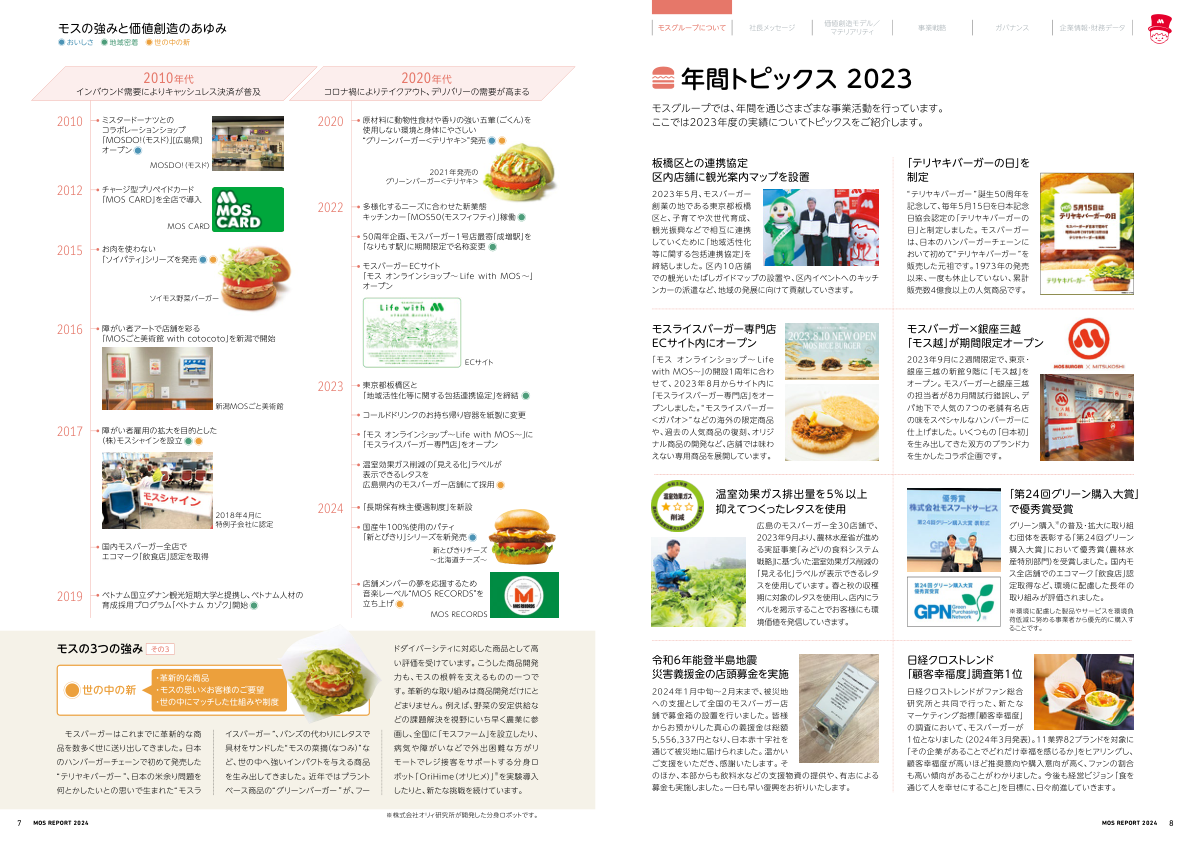 モスの強みと価値創造のあゆみ
おいしさ 地域密着 世の中の新
2010年代
インバウンド需要によりキャッシュレス決済が普及
2020年代
コロナ禍によりテイクアウト、デリバリーの需要が高まる
2010
ミスタードーナツとの
コラボレーションショップ
「MOSDO!(モスド)」[広島県]
オープン
MOSDO!(モスド)
2012
チャージ型プリペイドカード
「MOS CARD」を全店で導入
MOS CARD
MOS
CARD
2015
お肉を使わない
「ソイパティ」シリーズを発売
ソイモス野菜バーガー
2016
障がい者アートで店舗を彩る
「MOSごと美術館 with cotocoto」を新潟で開始
新潟MOSごと美術館
2017
障がい者雇用の拡大を目的とした
(株)モスシャインを設立
モスシャイン
2018年4月に
特例子会社に認定
国内モスバーガー全店で
エコマーク「飲食店」認定を取得
2019
ベトナム国立ダナン観光短期大学と提携し、ベトナム人材の
育成採用プログラム「ベトナム カゾク」開始
2020
原材料に動物性食材や香りの強い五葷(ごくん)を
使用しない環境と身体にやさしい
“グリーンバーガー<テリヤキ>”発売
2021年発売の
グリーンバーガー<テリヤキ>
2022
多様化するニーズに合わせた新業態
キッチンカー「MOS50(モスフィフティ)」稼働
50周年企画、モスバーガー1号店最寄「成増駅」を
「なりもす駅」に期間限定で名称変更
モスバーガーECサイト
「モス オンラインショップ～Life with MOS～」
オープン
Life with
ECサイト
2023
東京都板橋区と
「地域活性化等に関する包括連携協定」を締結
コールドドリンクのお持ち帰り容器を紙製に変更
「モス オンラインショップ～Life with MOS～」に
「モスライスバーガー専門店」をオープン
温室効果ガス削減の「見える化」ラベルが
表示できるレタスを
広島県内のモスバーガー店舗にて採用
2024
「長期保有株主優遇制度」を新設
国産牛100％使用のパティ
「新とびきり」シリーズを新発売
新とびきりチーズ
～北海道チーズ～
店舗メンバーの夢を応援するため
音楽レーベル“MOS RECORDS”を
立ち上げ
MOS RECORDS
MOS RECORDS
モスの3つの強み その3
世の中の新
・革新的な商品
・モスの思い×お客様のご要望
・世の中にマッチした仕組みや制度
モスバーガーはこれまでに革新的な商
品を数多く世に送り出してきました。日本
のハンバーガーチェーンで初めて発売した
“テリヤキバーガー”、日本の米余り問題を
何とかしたいとの思いで生まれた“モスラ
イスバーガー”、バンズの代わりにレタスで
具材をサンドした“モスの菜摘(なつみ)”な
ど、世の中へ強いインパクトを与える商品
を生み出してきました。近年ではプラント
ベース商品の“グリーンバーガー”が、フー
ドダイバーシティに対応した商品として高
い評価を受けています。こうした商品開発
力も、モスの根幹を支えるものの一つで
す。革新的な取り組みは商品開発だけにと
どまりません。例えば、野菜の安定供給な
どの課題解決を視野にいち早く農業に参
画し、全国に「モスファーム」を設立したり、
病気や障がいなどで外出困難な方がリ
モートでレジ接客をサポートする分身ロ
ボット「OriHime(オリヒメ)」※を実験導入
したりと、新たな挑戦を続けています。
※株式会社オリィ研究所が開発した分身ロボットです。
7 MOS REPORT 2024
モスグループについて
社長メッセージ
価値創造モデル／
マテリアリティ
事業戦略
ガバナンス
企業情報・財務データ
年間トピックス 2023
モスグループでは、年間を通じさまざまな事業活動を行っています。
ここでは2023年度の実績についてトピックスをご紹介します。
板橋区との連携協定
区内店舗に観光案内マップを設置
2023年5月、モスバーガー
創業の地である東京都板橋
区と、子育てや次世代育成、
観光振興などで相互に連携
していくために「地域活性化
等に関する包括連携協定」を
締結しました。区内10店舗
での観光いたばしガイドマップの設置や、区内イベントへのキッチ
ンカーの派遣など、地域の発展に向けて貢献していきます。
「テリヤキバーガーの日」を
制定
“テリヤキバーガー”誕生50周年を
記念して、毎年5月15日を日本記念
日協会認定の「テリヤキバーガーの
日」と制定しました。モスバーガー
は、日本のハンバーガーチェーンに
おいて初めて“テリヤキバーガー”を
販売した元祖です。1973年の発売
以来、一度も休止していない、累計
販売数4億食以上の人気商品です。
5月15日は
テリヤキバーガーの日
テリヤキバーガー
モスライスバーガー専門店
ECサイト内にオープン
「モス オンラインショップ～Life
with MOS～」の開設1周年に合わ
せて、2023年8月からサイト内に
「モスライスバーガー専門店」をオー
プンしました。“モスライスバーガー
<ガパオ>”などの海外の限定商品
や、過去の人気商品の復刻、オリジ
ナル商品の開発など、店舗では味わ
えない専用商品を展開しています。
2023.8.10 NEW OPEN
MOS RICE BURGER
モスバーガー×銀座三越
「モス越」が期間限定オープン
2023年9月に2週間限定で、東京・
銀座三越の新館9階に「モス越」を
オープン。モスバーガーと銀座三越
の担当者が8カ月間試行錯誤し、デ
パ地下で人気の7つの老舗有名店
の味をスペシャルなハンバーガーに
仕上げました。いくつもの「日本初」
を生み出してきた双方のブランド力
を生かしたコラボ企画です。
MOS BURGER × MITSUKOSHI
温室効果ガス
削減
温室効果ガス排出量を5％以上
抑えてつくったレタスを使用
広島のモスバーガー全30店舗で、
2023年9月より、農林水産省が進め
る実証事業「みどりの食料システム
戦略」に基づいた温室効果ガス削減の
「見える化」ラベルが表示できるレタ
スを使用しています。春と秋の収穫
期に対象のレタスを使用し、店内にラ
ベルを掲示することでお客様にも環
境価値を発信していきます。
優秀賞
株式会社モスフードサービス
第24回グリーン購入大賞 表彰式
第24回 グリーン購入大賞
優秀賞受賞
GPN Green
Purchasing
Network
「第24回グリーン購入大賞」
で優秀賞受賞
グリーン購入※の普及・拡大に取り組
む団体を表彰する「第24回グリーン
購入大賞」において優秀賞(農林水
産特別部門)を受賞しました。国内モ
ス全店舗でのエコマーク「飲食店」認
定取得など、環境に配慮した長年の
取り組みが評価されました。
※環境に配慮した製品やサービスを環境負
荷低減に努める事業者から優先的に購入す
ることです。
令和6年能登半島地震
災害義援金の店頭募金を実施
2024年1月中旬～2月末まで、被災地
への支援として全国のモスバーガー店
舗で募金箱の設置を行いました。皆様
からお預かりした真心の義援金は総額
5,556,337円となり、日本赤十字社を
通じて被災地に届けられました。温かい
ご支援をいただき、感謝いたします。そ
のほか、本部からも飲料水などの支援物資の提供や、有志による
募金も実施しました。一日も早い復興をお祈りいたします。
日経クロストレンド
「顧客幸福度」調査第1位
日経クロストレンドがファン総合
研究所と共同で行った、新たな
マーケティング指標「顧客幸福度」
の調査において、モスバーガーが
1位となりました(2024年3月発表)。11業界82ブランドを対象に
「その企業があることでどれだけ幸福を感じるか」をヒアリングし、
顧客幸福度が高いほど推奨意向や購入意向が高く、ファンの割合
も高い傾向があることがわかりました。今後も経営ビジョン「食を
通じて人を幸せにすること」を目標に、日々前進していきます。
MOS REPORT 2024 8